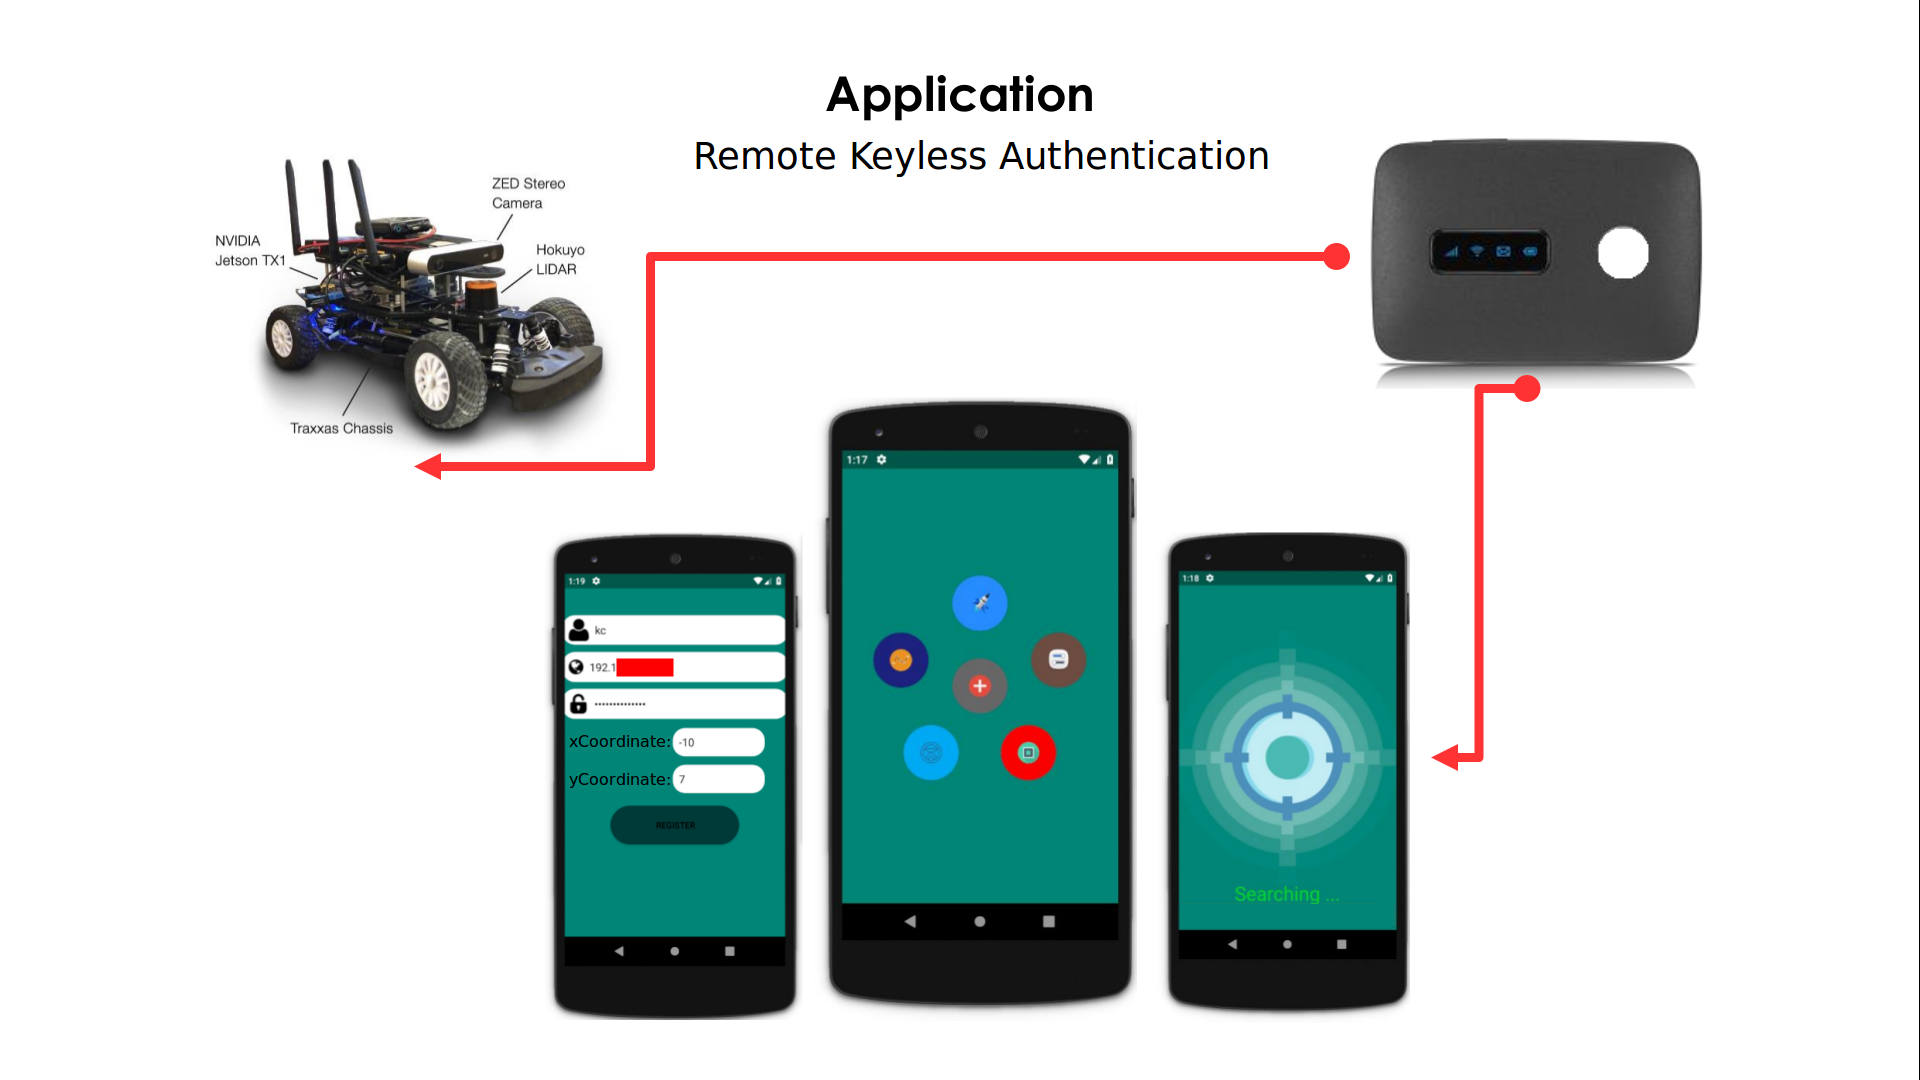 Application
Remote Keyless Authentication
ZED Stereo
Camera
NVIDIA
Jetson TX1
Hokuyo
LIDAR
Traxxas Chassis
1:17
1:19
kc
192.1
xCoordinate: -10
yCoordinate: 7
REGISTER
1:18
Searching ...